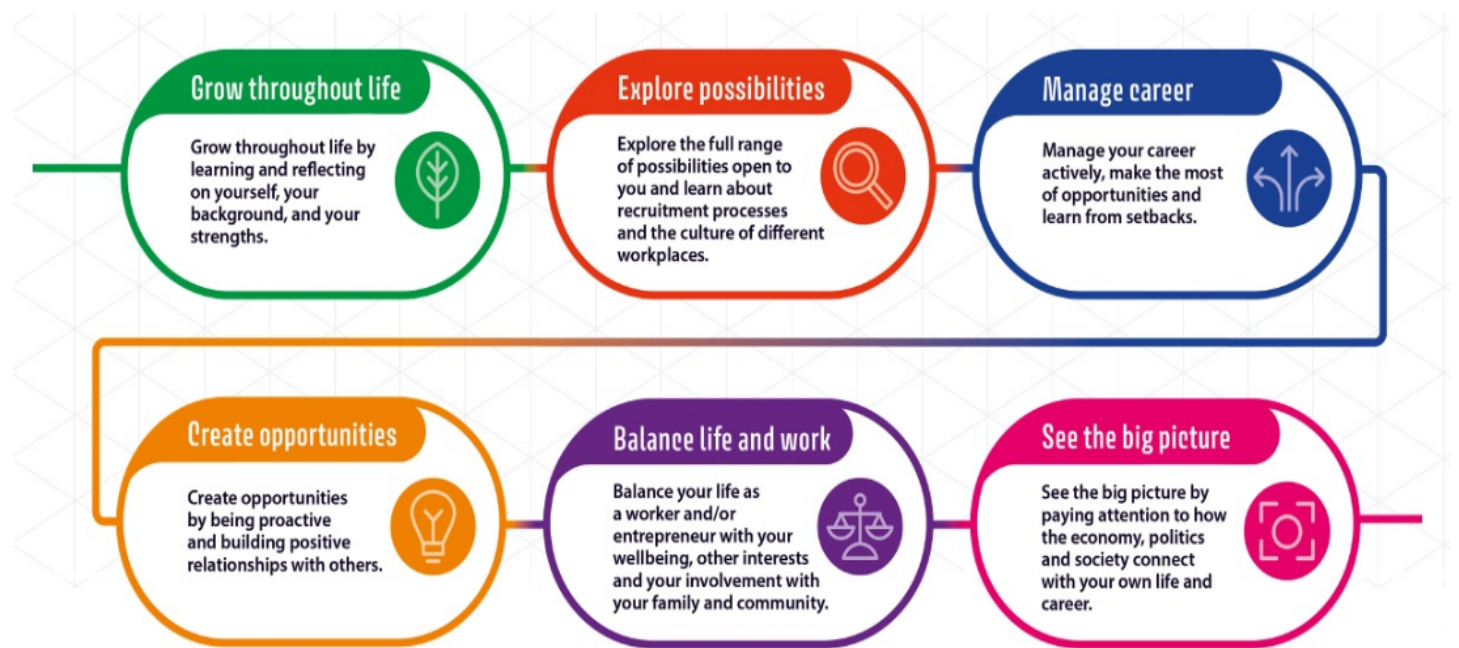 Grow throughout life
Grow throughout life by
learning and reflecting
on yourself, your
background, and your
strengths.
Explore possibilities
Explore the full range
of possibilities open to
you and learn about
recruitment processes
and the culture of different
workplaces.
Manage career
Manage your career
actively, make the most
of opportunities and
learn from setbacks.
Create opportunities
Create opportunities
by being proactive
and building positive
relationships with others.
Balance life and work
Balance your life as
a worker and/or
entrepreneur with your
wellbeing, other interests
and your involvement with
your family and community.
See the big picture
See the big picture by
paying attention to how
the economy, politics
and society connect
with your own life and
career.